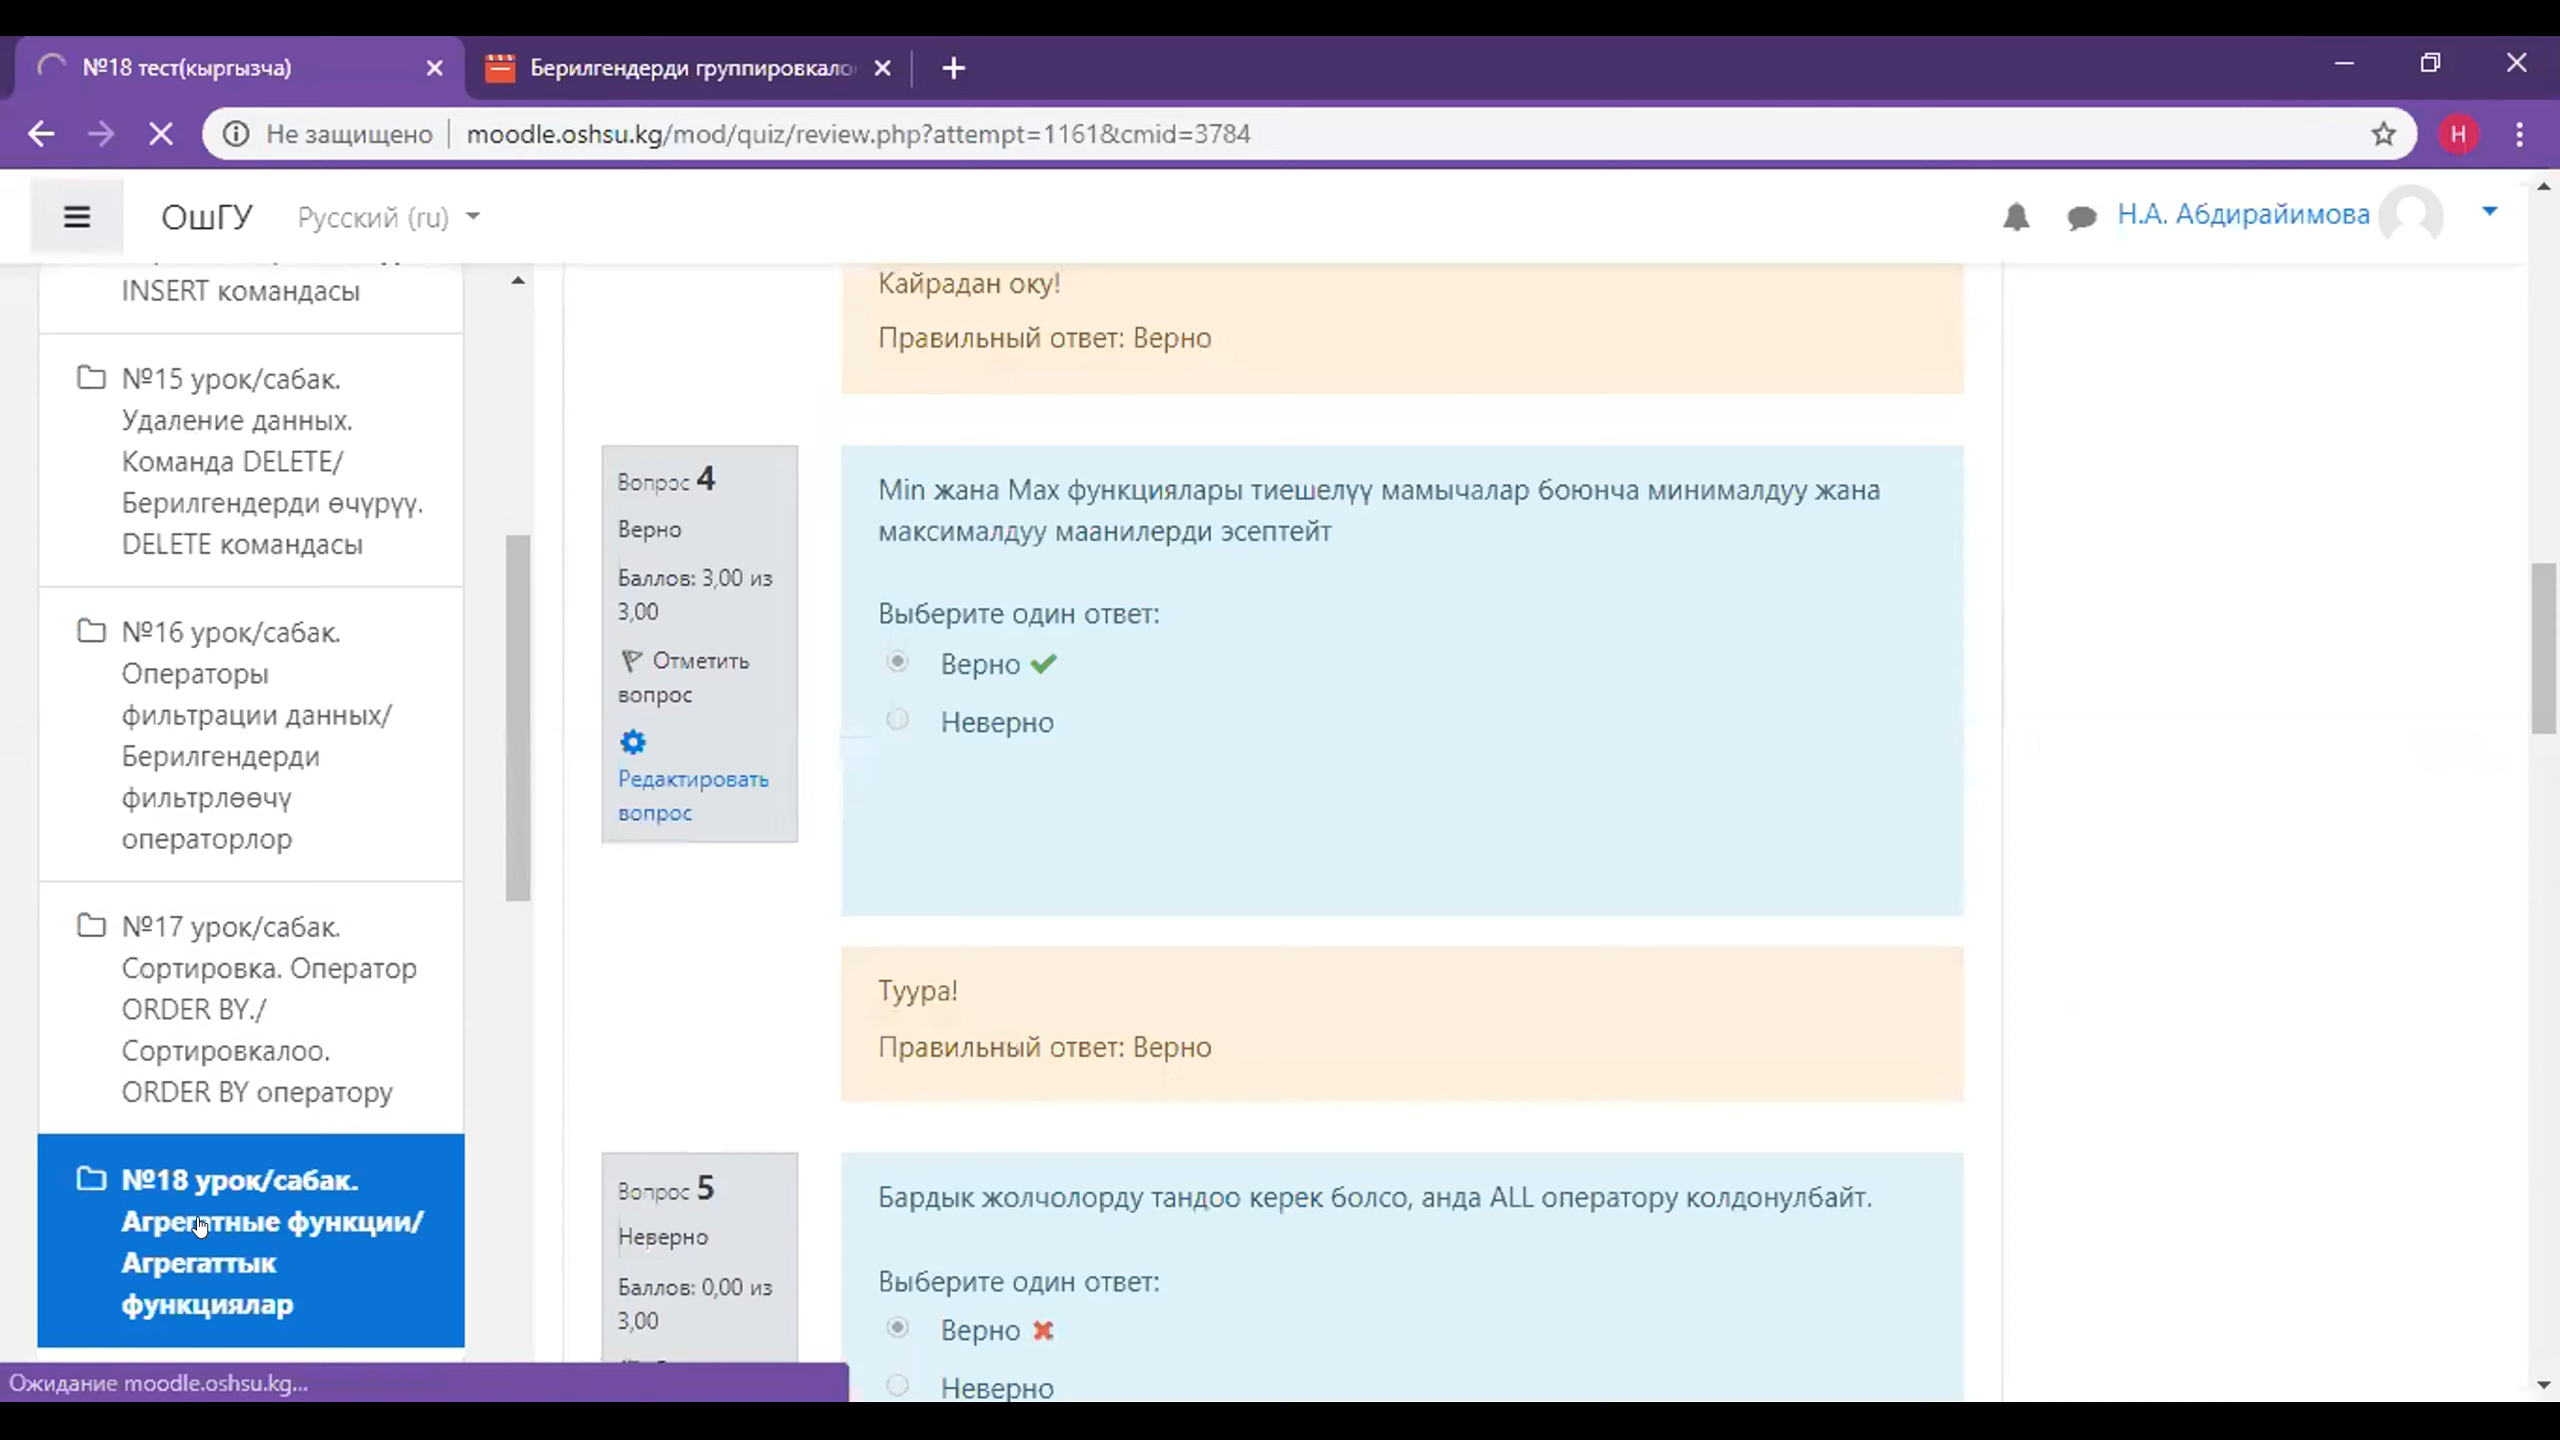 №18 тест(кыргызча)
Берилгендерди группировкало
Не защищено
moodle.oshsu.kg/mod/quiz/review.php?attempt=1161&cmid=3784
Н
ОшГУ
Русский (ru)
Н.А. Абдирайимова
INSERT командасы
№15 урок/сабак.
Удаление данных.
Команда DELETE/
Берилгендерди өчүрүү.
DELETE командасы
№16 урок/сабак.
Операторы
фильтрации данных/
Берилгендерди
фильтрлөөчү
операторлор
№17 урок/сабак.
Сортировка. Оператор
ORDER BY./
Сортировкалоо.
ORDER BY оператору
№18 урок/сабак.
Агрегатные функции/
Агрегаттык
функциялар
Ожидание moodle.oshsu.kg...
Кайрадан оку!
Правильный ответ: Верно
Вопрос 4
Верно
Баллов: 3,00 из
3,00
Отметить
вопрос
Редактировать
вопрос
Min жана Max функциялары тиешелүү мамычалар боюнча минималдуу жана
максималдуу маанилерди эсептейт
Выберите один ответ:
Верно
Неверно
Туура!
Правильный ответ: Верно
Вопрос 5
Неверно
Баллов: 0,00 из
3,00
Бардык жолчолорду тандоо керек болсо, анда ALL оператору колдонулбайт.
Выберите один ответ:
Верно
Неверно